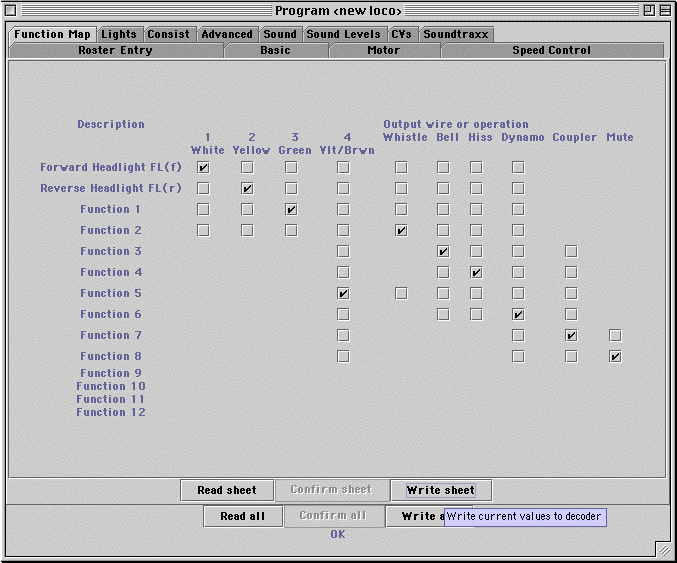 Program <new loco>
Function Map Lights Consist Advanced Sound Sound Levels CVs Soundtraxx
Roster Entry Basic Motor Speed Control
Description Output wire or operation
1 2 3 4 Whistle Bell Hiss Dynamo Coupler Mute
White Yellow Green Vlt/Brwn
Forward Headlight FL(f)
Reverse Headlight FL(r)
Function 1
Function 2
Function 3
Function 4
Function 5
Function 6
Function 7
Function 8
Function 9
Function 10
Function 11
Function 12
Read sheet Confirm sheet Write sheet
Read all Confirm all Write Write current values to decoder
OK